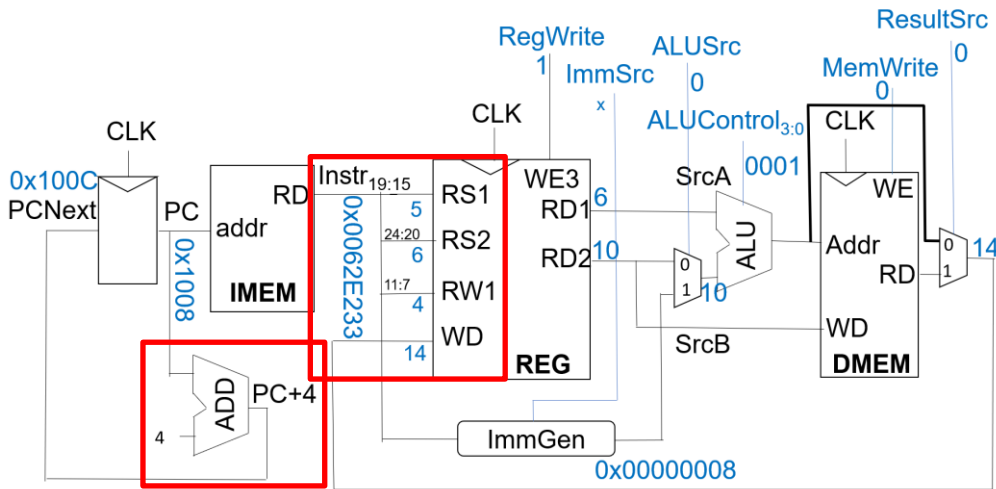 ResultSrc
0
RegWrite
1
ALUSrc
0
ImmSrc
x
MemWrite
0
CLK
CLK
ALUControl3:0
CLK
0001
0x100C
PCNext
PC
0x1008
addr
RD
IMEM
Instr
19:15
5
24:20
6
11:7
4
14
0x0062E233
RS1
RS2
RW1
WD
WE3
RD1
6
RD2
10
REG
SrcA
ALU
0
1
10
SrcB
WE
Addr
RD
WD
DMEM
0
1
14
ADD
PC+4
4
ImmGen
0x00000008